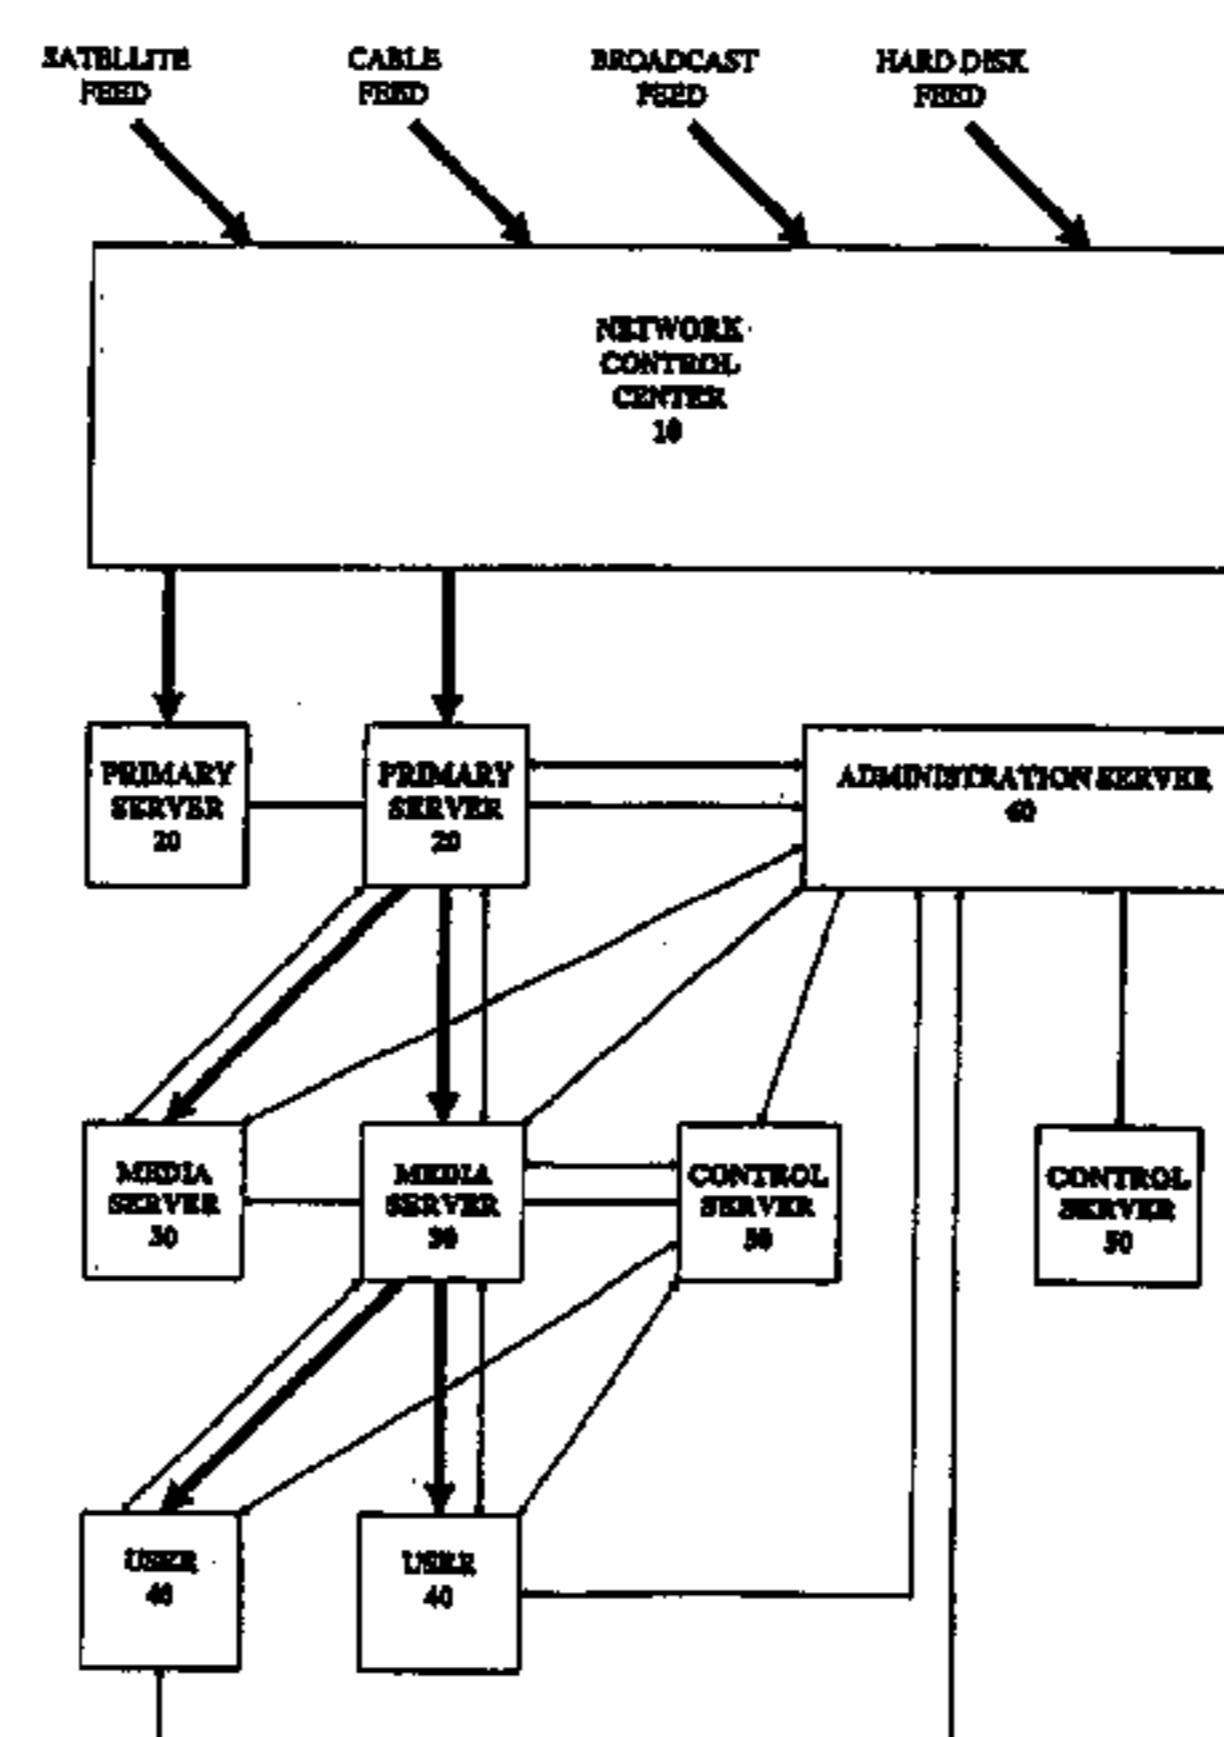 SATELLITE
FEED
CABLE
FEED
BROADCAST
FEED
HARD DISK
FEED
NETWORK
CONTROL
CENTER
10
PRIMARY
SERVER
20
PRIMARY
SERVER
20
ADMINISTRATION SERVER
60
MEDIA
SERVER
30
MEDIA
SERVER
30
CONTROL
SERVER
50
CONTROL
SERVER
50
USER
40
USER
40